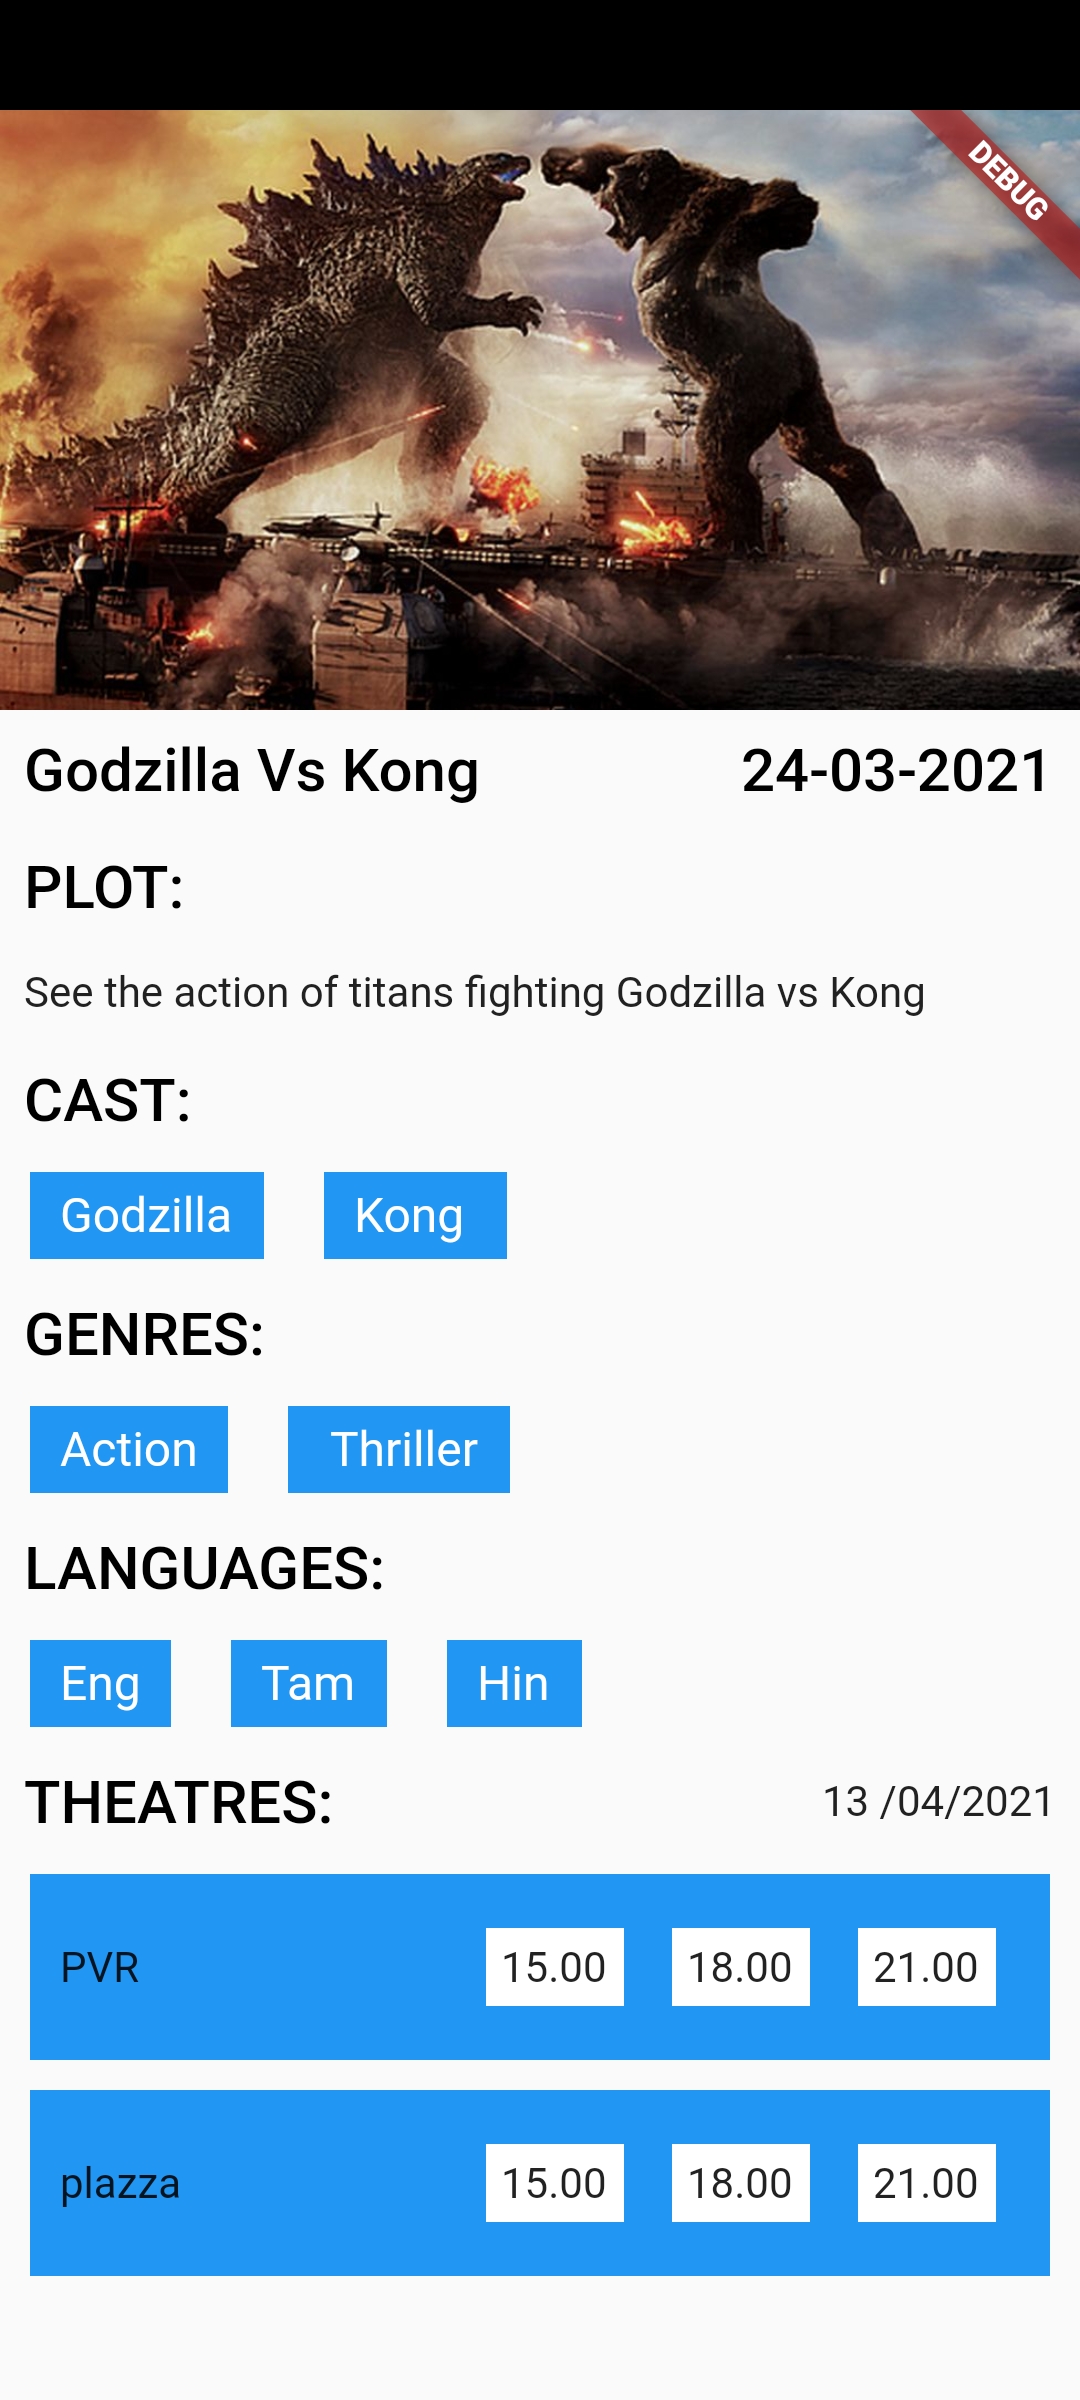 DEBUG
Godzilla Vs Kong 24-03-2021
PLOT:
See the action of titans fighting Godzilla vs Kong
CAST:
Godzilla Kong
GENRES:
Action Thriller
LANGUAGES:
Eng Tam Hin
THEATRES: 13 /04/2021
PVR 15.00 18.00 21.00
plazza 15.00 18.00 21.00